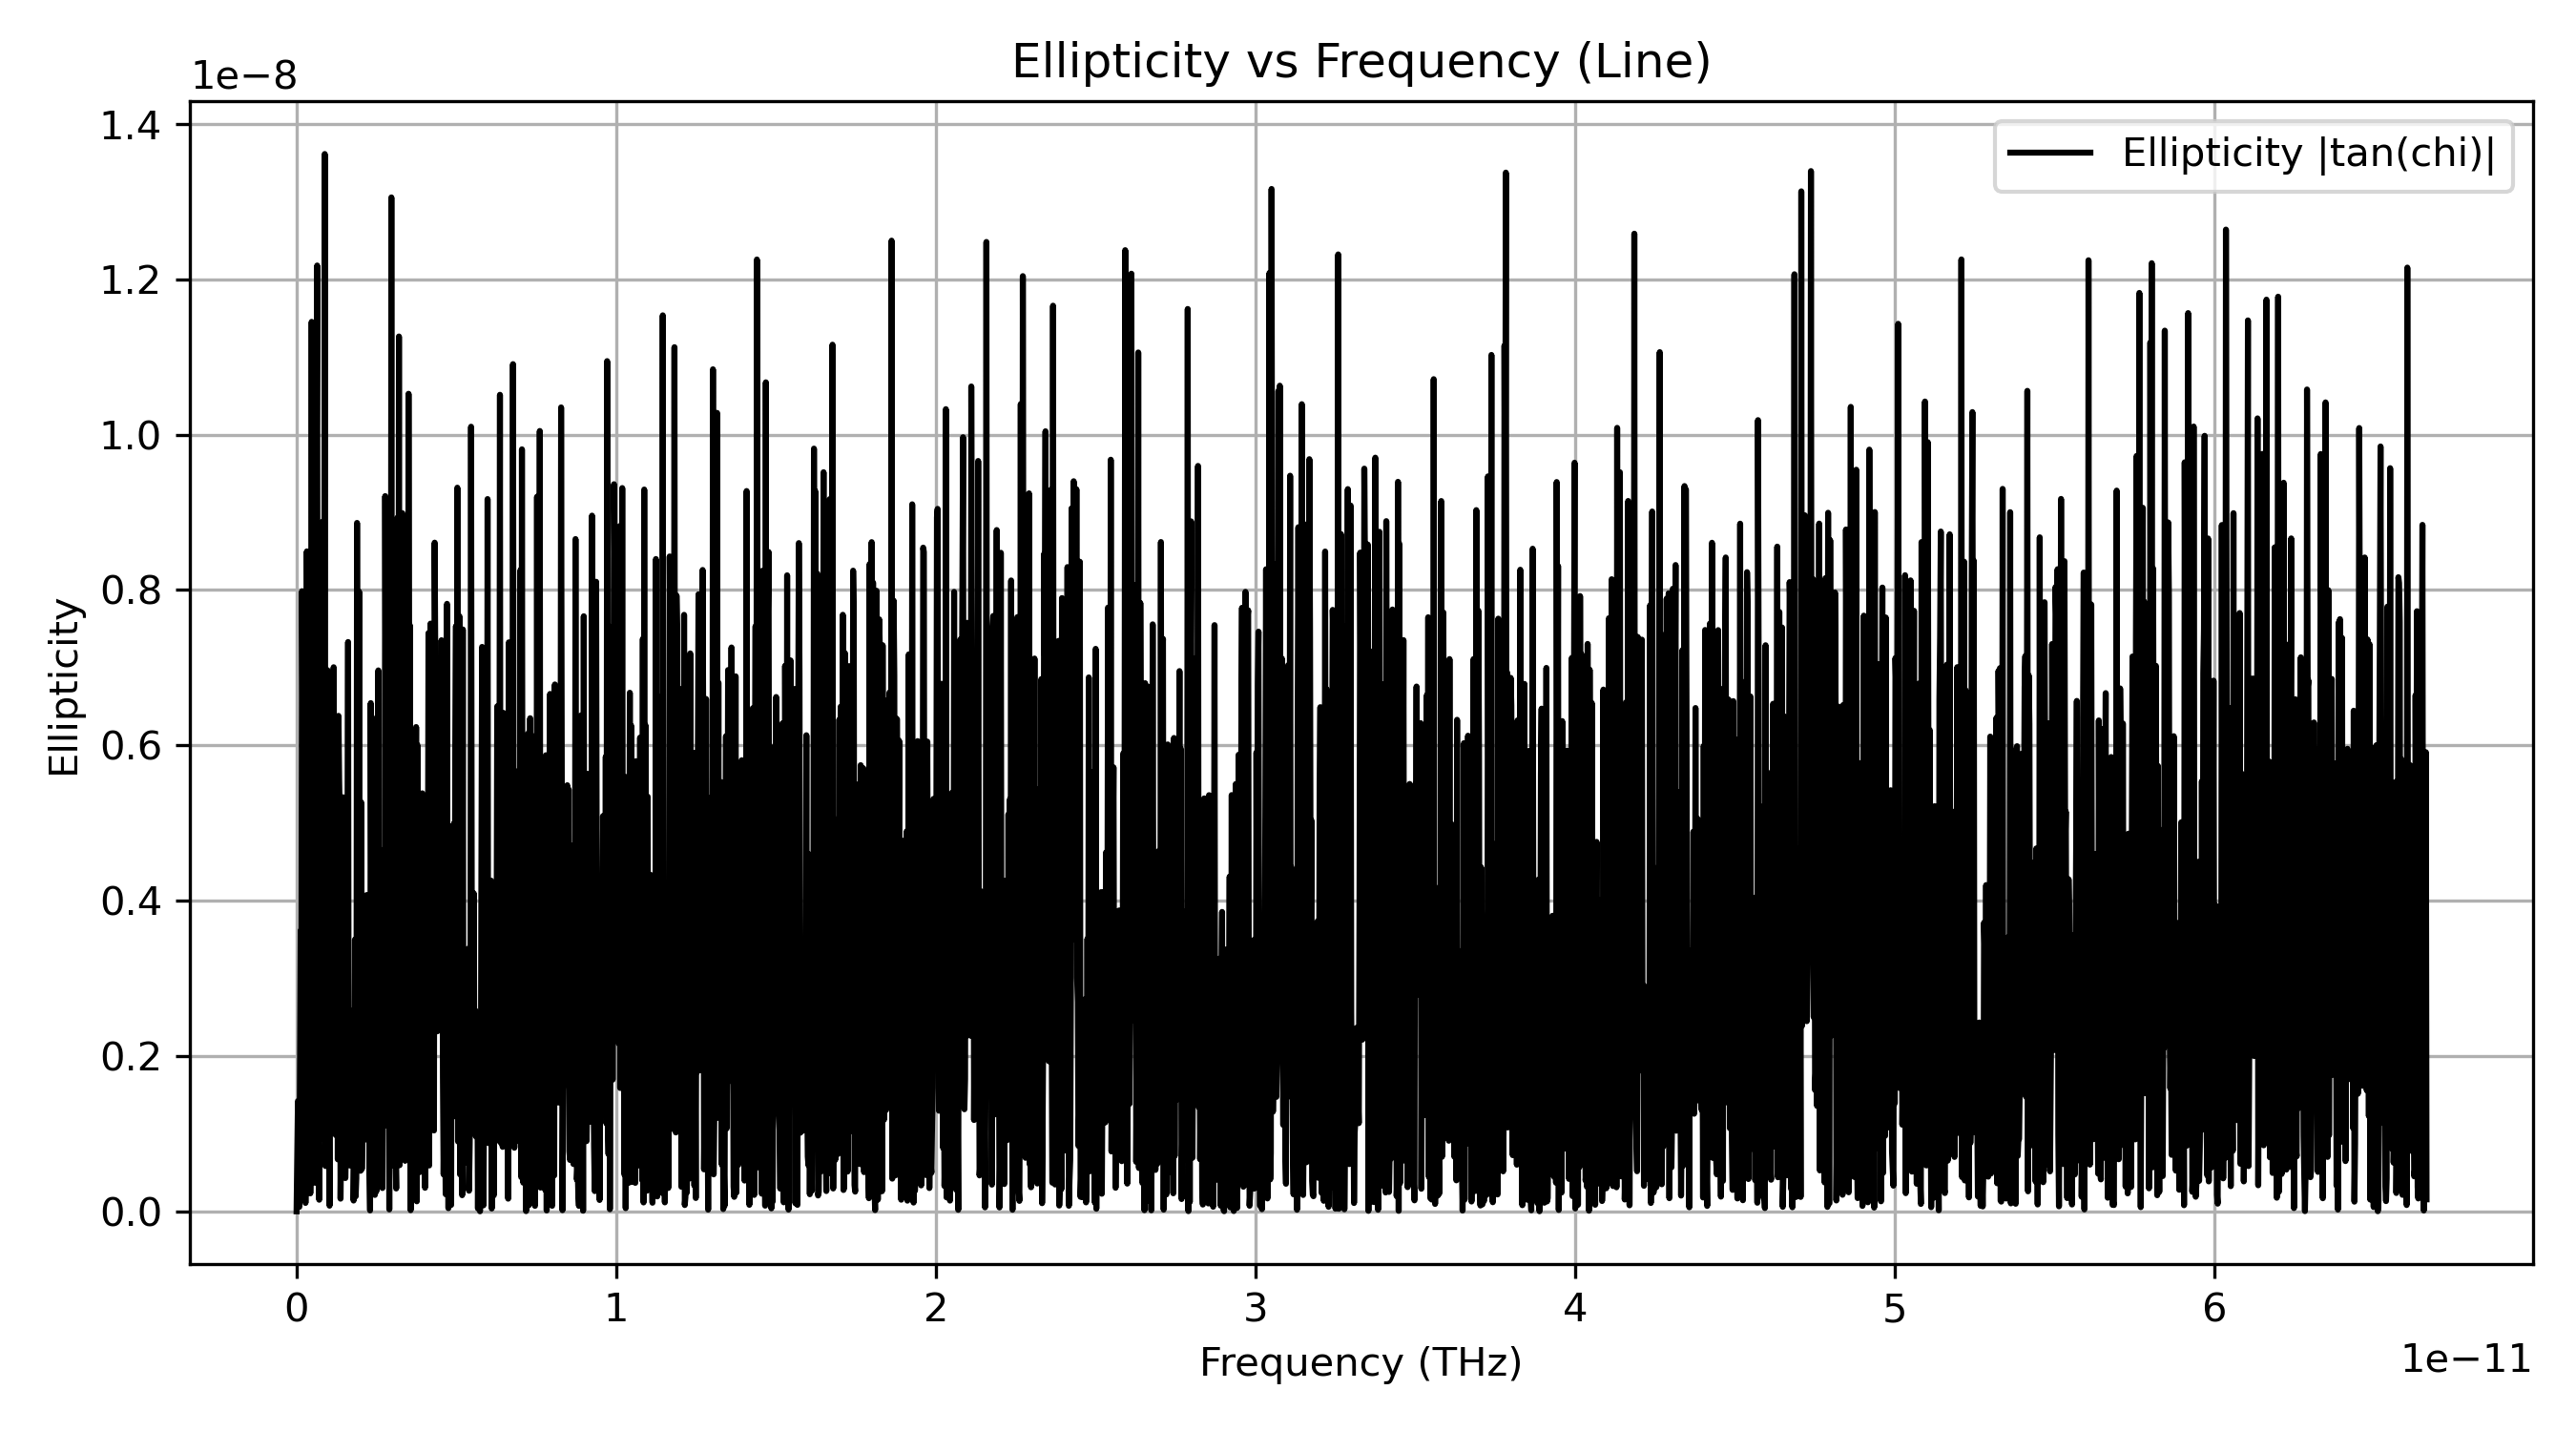 Ellipticity vs Frequency (Line)
1e−8
Ellipticity |tan(chi)|
1.4
1.2
1.0
0.8
0.6
0.4
0.2
0.0
Ellipticity
0 1 2 3 4 5 6
1e−11
Frequency (THz)